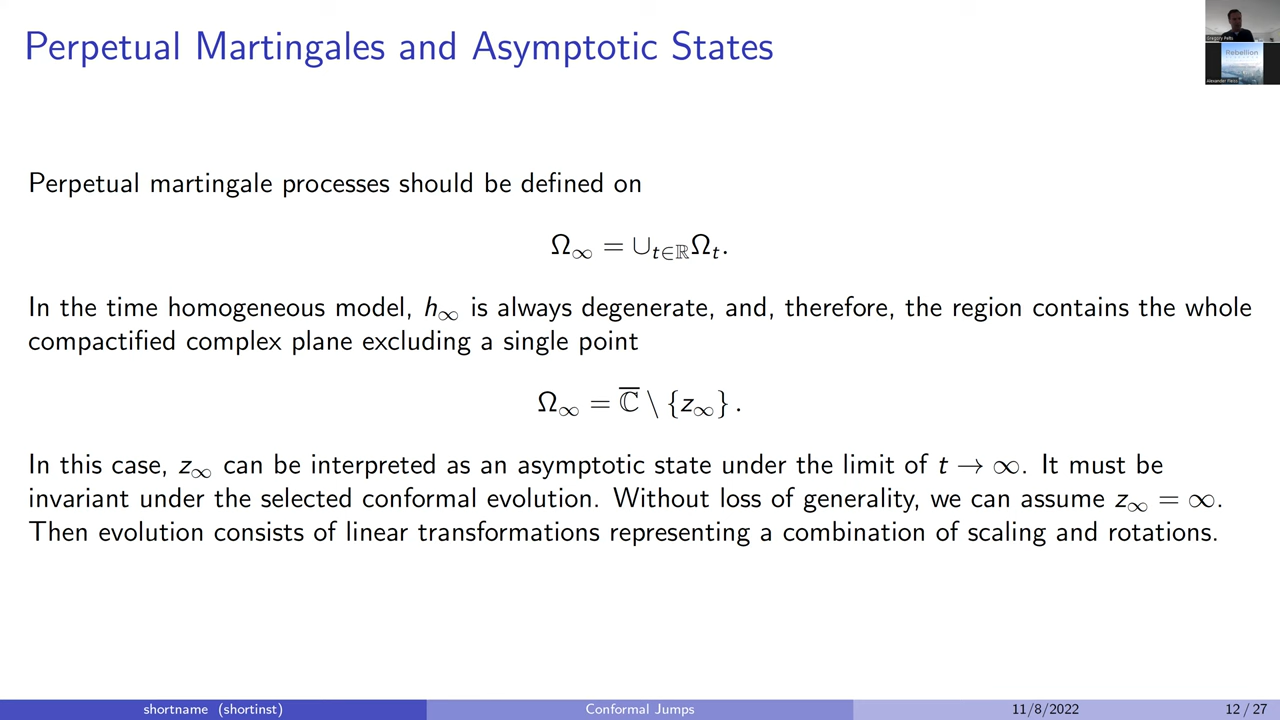 Perpetual Martingales and Asymptotic States
Gregory Pelts
Rebellion
Perpetual martingale processes should be defined on
Ω∞ = ∪t∈ℝΩt.
In the time homogeneous model, h∞ is always degenerate, and, therefore, the region contains the whole
compactified complex plane excluding a single point
Ω∞ = ℂ̅ \ {z∞} .
In this case, z∞ can be interpreted as an asymptotic state under the limit of t → ∞. It must be
invariant under the selected conformal evolution. Without loss of generality, we can assume z∞ = ∞.
Then evolution consists of linear transformations representing a combination of scaling and rotations.
shortname (shortinst)
Conformal Jumps
11/8/2022
12 / 27